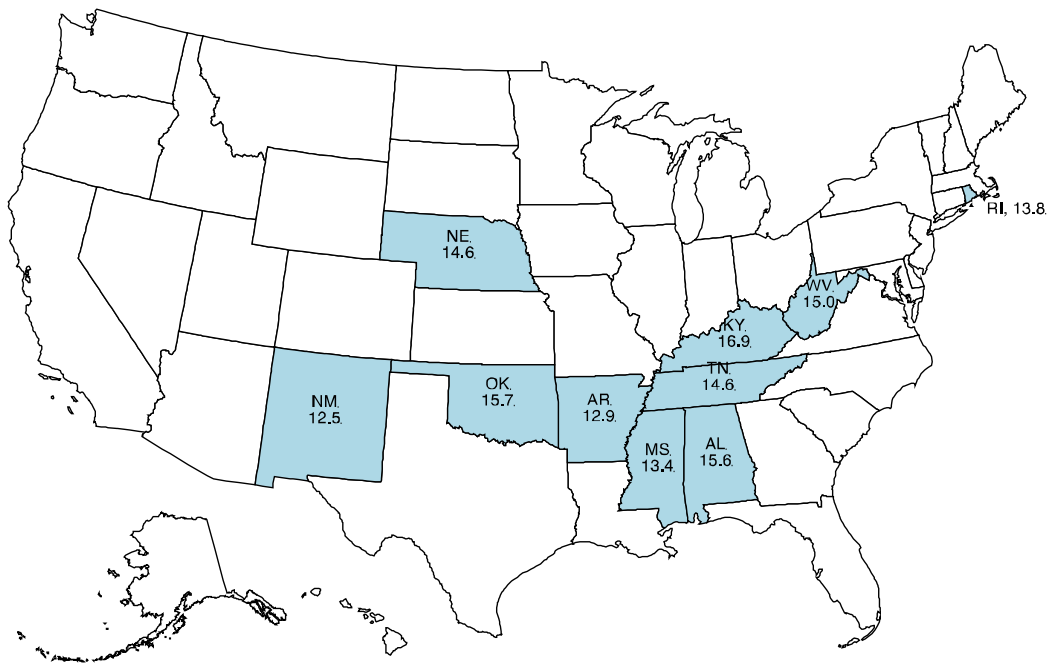 RI, 13.8.
NE.
14.6.
WV.
15.0.
KY.
16.9.
TN.
14.6.
OK.
15.7.
AR.
12.9.
NM.
12.5.
MS.
13.4.
AL.
15.6.